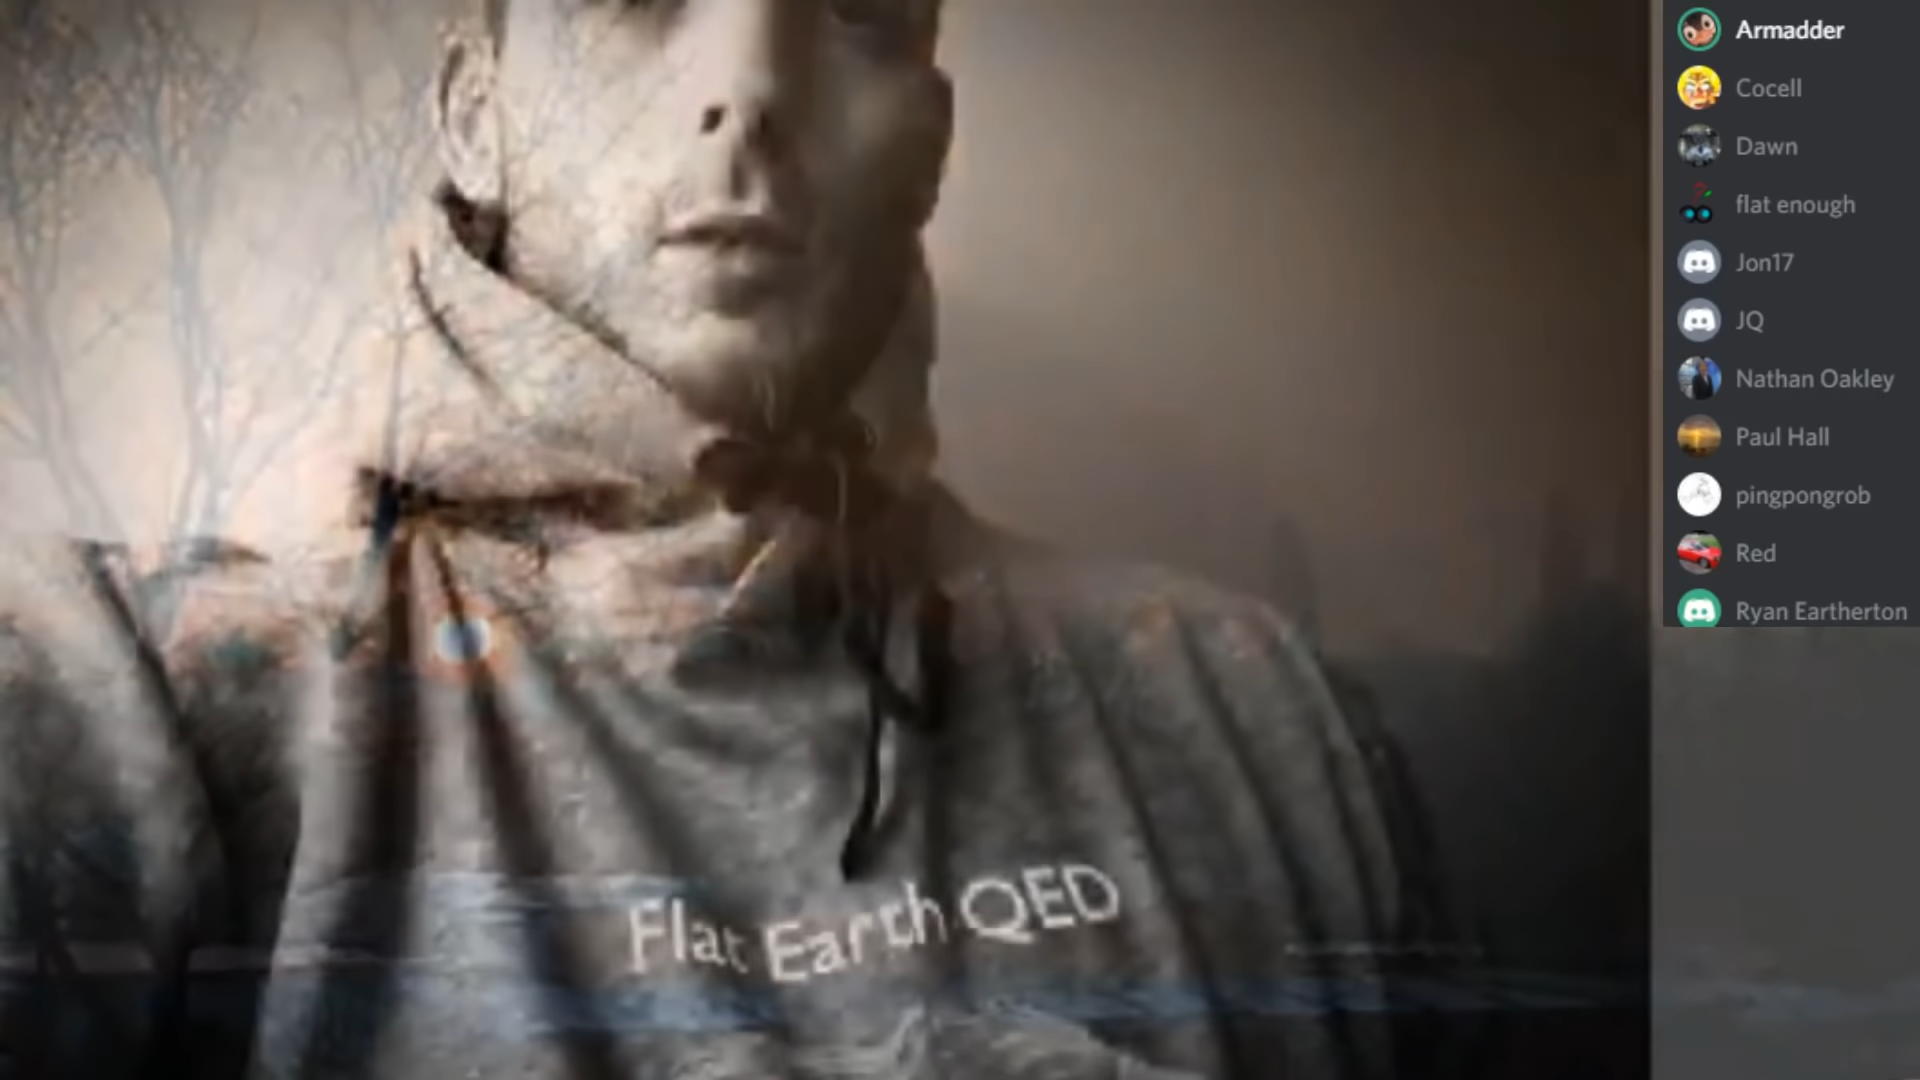 Armadder
Cocell
Dawn
flat enough
Jon17
JQ
Nathan Oakley
Paul Hall
pingpongrob
Red
Ryan Eartherton
Flat Earth QED